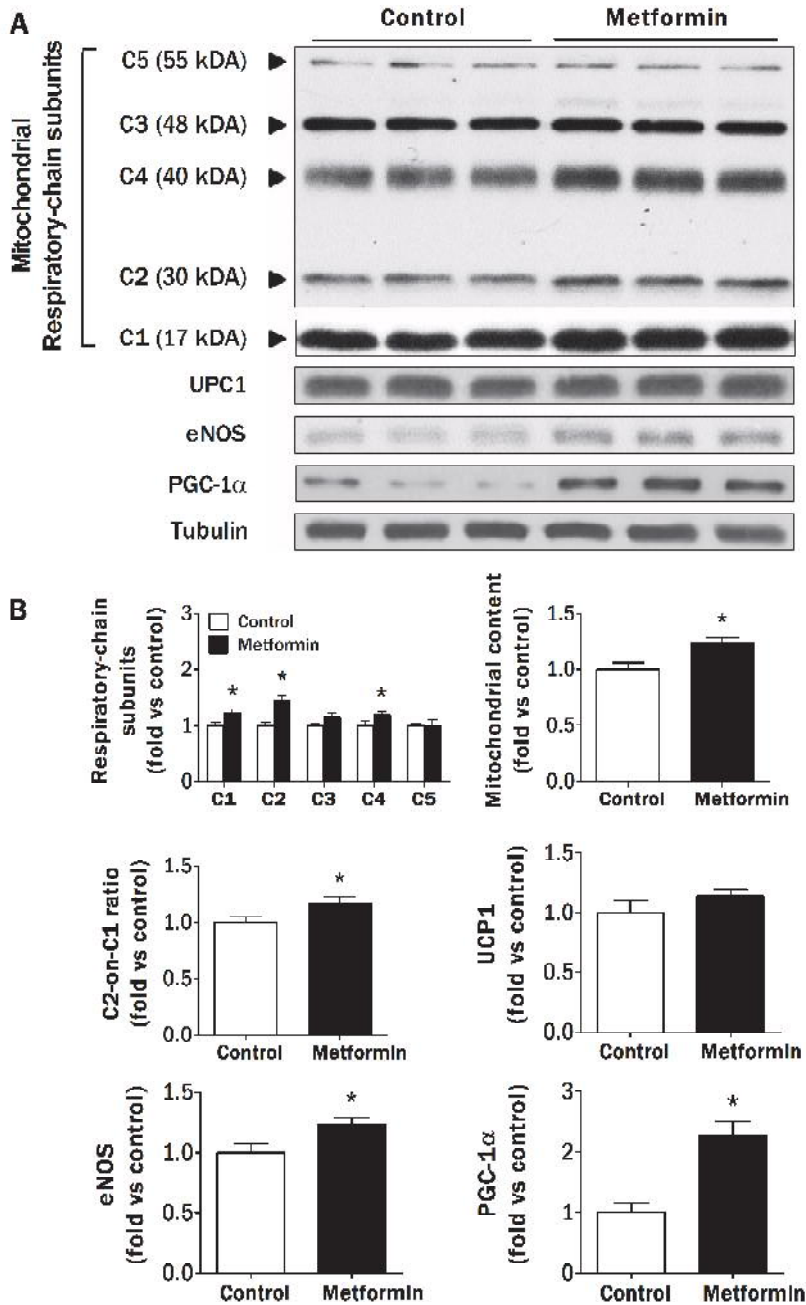 A
Control Metformin
Mitochondrial
Respiratory-chain subunits
C5 (55 kDA)
C3 (48 kDA)
C4 (40 kDA)
C2 (30 kDA)
C1 (17 kDA)
UPC1
eNOS
PGC-1α
Tubulin
B
Respiratory-chain
subunits
(fold vs control)
3
2
1
0
Control
Metformin
* * *
C1 C2 C3 C4 C5
Mitochondrial content
(fold vs control)
1.5
1.0
0.5
0.0
*
Control Metformin
C2-on-C1 ratio
(fold vs control)
1.5
1.0
0.5
0.0
*
Control Metformin
UCP1
(fold vs control)
1.5
1.0
0.5
0.0
Control Metformin
eNOS
(fold vs control)
1.5
1.0
0.5
0.0
*
Control Metformin
PGC-1α
(fold vs control)
3
2
1
0
*
Control Metformin